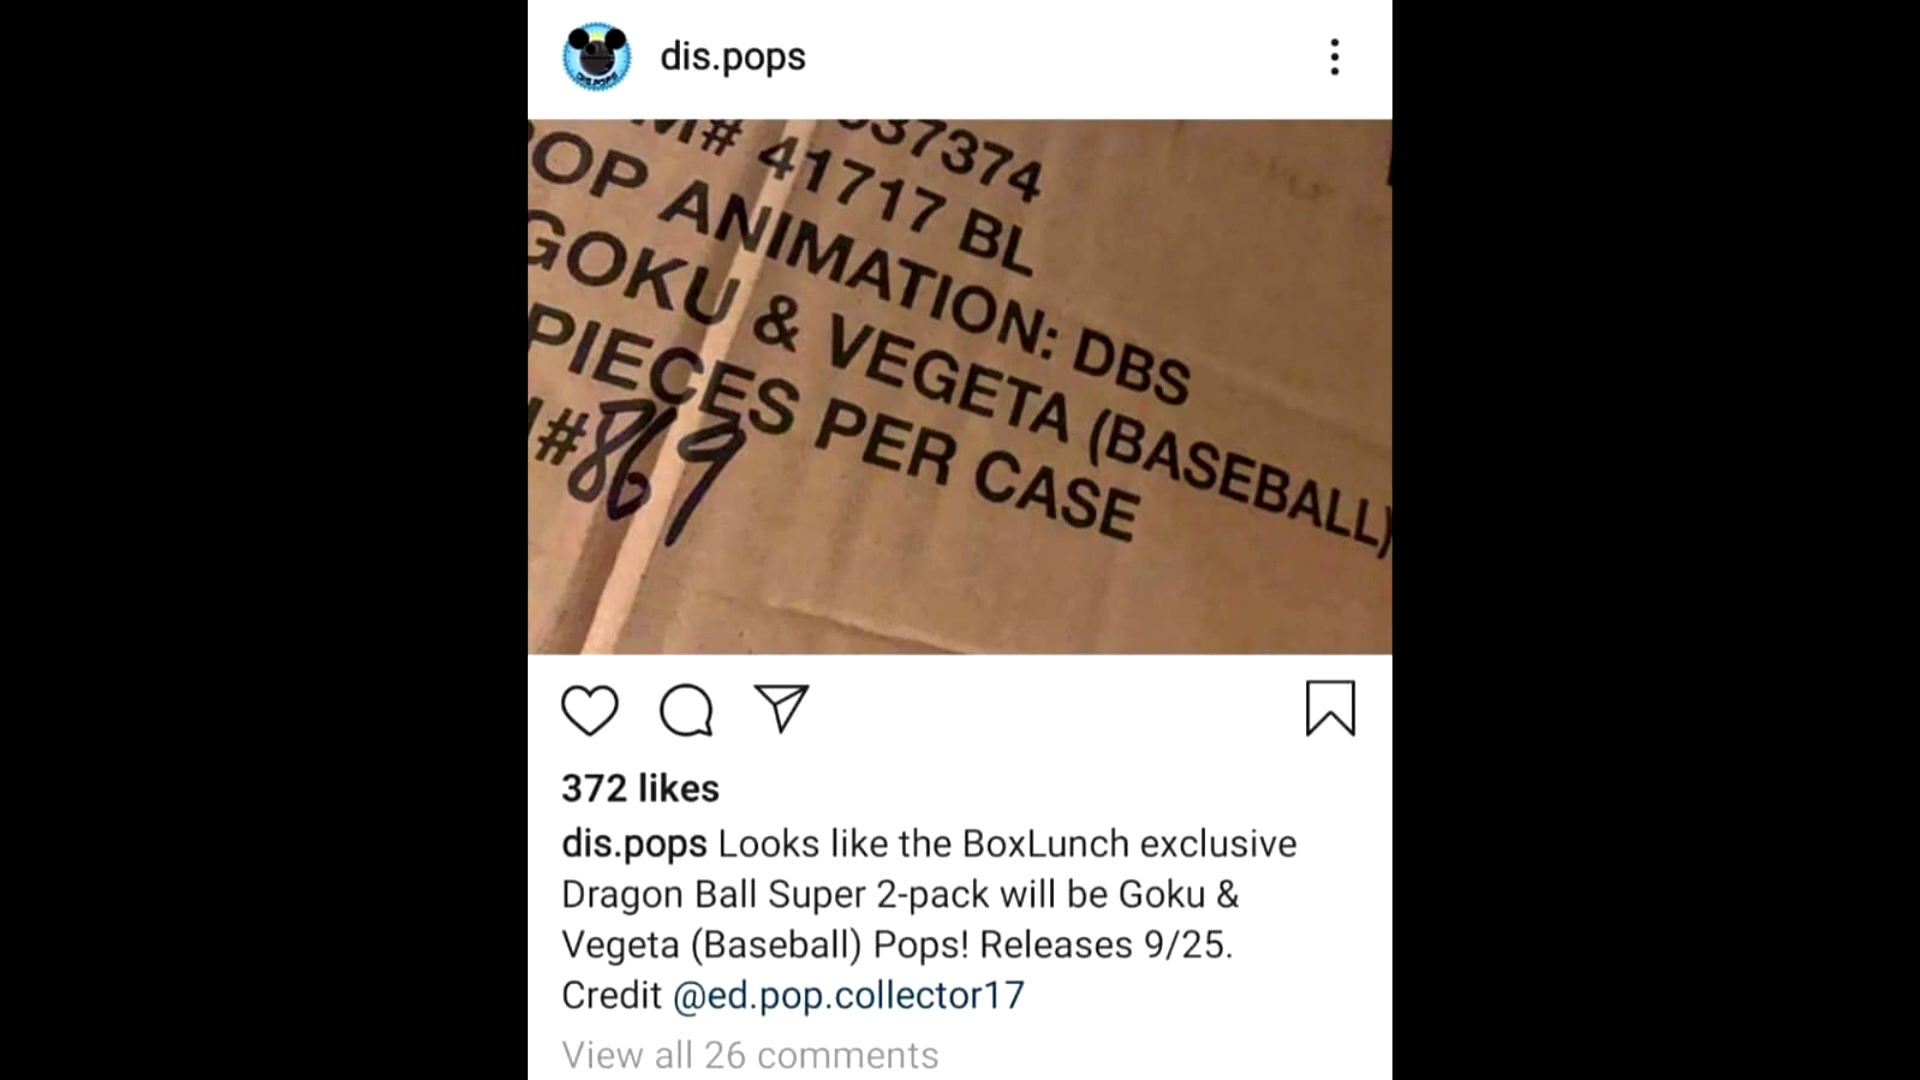 dis.pops
37374
# 41717 BL
OP ANIMATION: DBS
GOKU & VEGETA (BASEBALL)
PIECES PER CASE
#869
372 likes
dis.pops Looks like the BoxLunch exclusive
Dragon Ball Super 2-pack will be Goku &
Vegeta (Baseball) Pops! Releases 9/25.
Credit @ed.pop.collector17
View all 26 comments